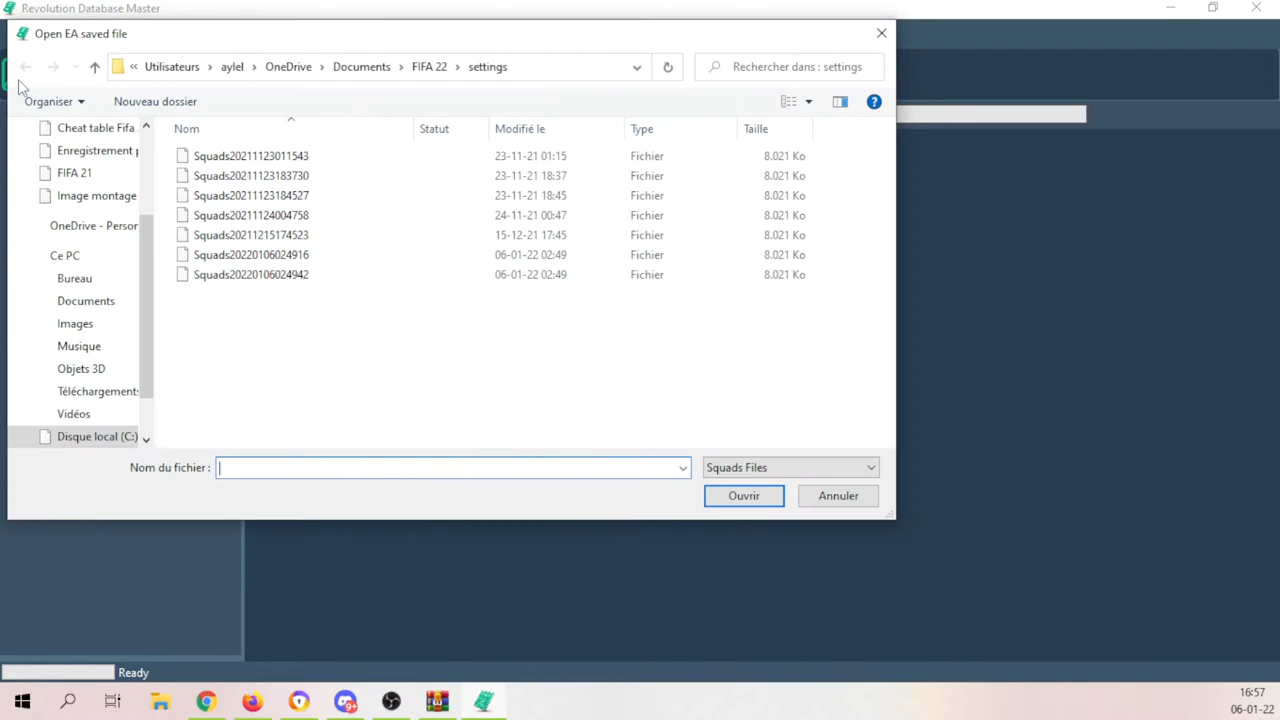 Revolution Database Master
Open EA saved file
« Utilisateurs › aylel › OneDrive › Documents › FIFA 22 › settings
Rechercher dans : settings
Organiser
Nouveau dossier
Nom
Statut
Modifié le
Type
Taille
Cheat table Fifa
Enregistrement p
FIFA 21
Image montage
OneDrive - Person
Ce PC
Bureau
Documents
Images
Musique
Objets 3D
Téléchargements
Vidéos
Disque local (C:)
Squads20211123011543 23-11-21 01:15 Fichier 8.021 Ko
Squads20211123183730 23-11-21 18:37 Fichier 8.021 Ko
Squads20211123184527 23-11-21 18:45 Fichier 8.021 Ko
Squads20211124004758 24-11-21 00:47 Fichier 8.021 Ko
Squads20211215174523 15-12-21 17:45 Fichier 8.021 Ko
Squads20220106024916 06-01-22 02:49 Fichier 8.021 Ko
Squads20220106024942 06-01-22 02:49 Fichier 8.021 Ko
Nom du fichier :
Squads Files
Ouvrir
Annuler
Ready
9+
16:57
06-01-22